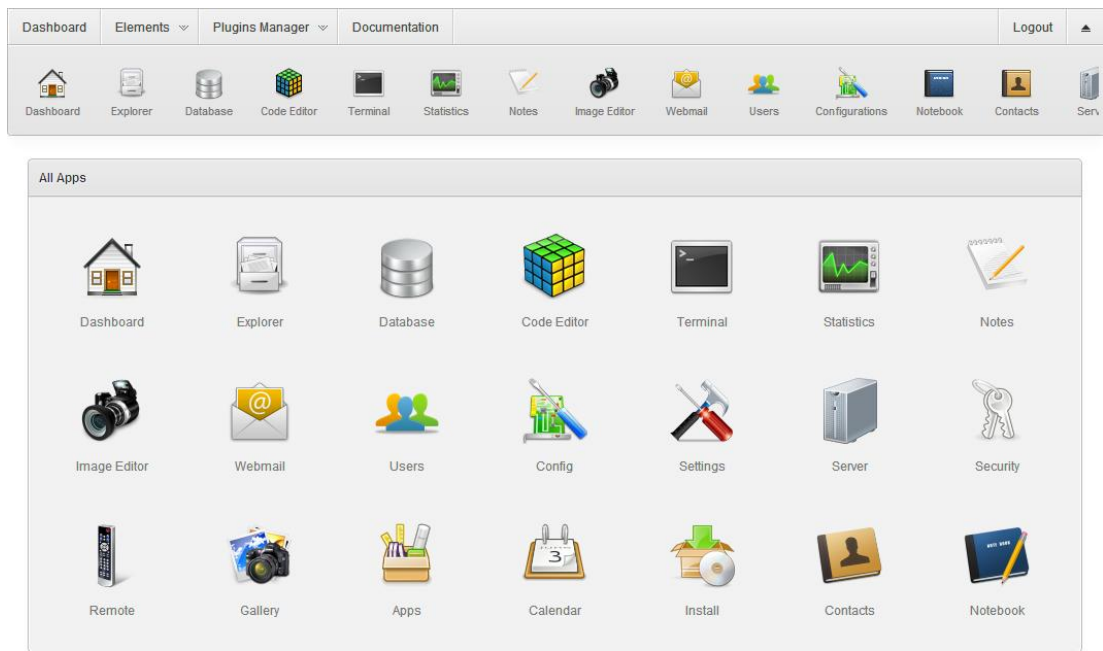 Dashboard Elements Plugins Manager Documentation Logout
Dashboard Explorer Database Code Editor Terminal Statistics Notes Image Editor Webmail Users Configurations Notebook Contacts Serv
All Apps
Dashboard Explorer Database Code Editor Terminal Statistics Notes
Image Editor Webmail Users Config Settings Server Security
3
Remote Gallery Apps Calendar Install Contacts Notebook